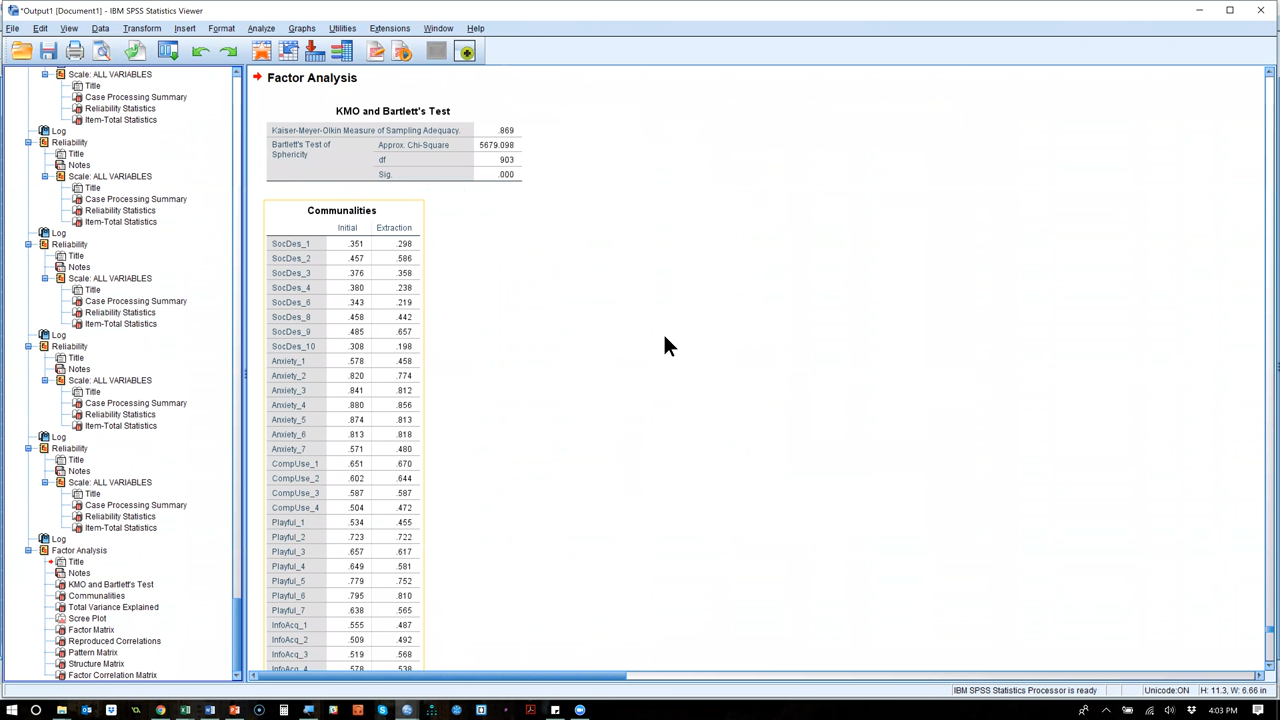 *Output1 [Document1] - IBM SPSS Statistics Viewer
File Edit View Data Transform Insert Format Analyze Graphs Utilities Extensions Window Help
Scale: ALL VARIABLES
Title
Case Processing Summary
Reliability Statistics
Item-Total Statistics
Log
Reliability
Title
Notes
Scale: ALL VARIABLES
Title
Case Processing Summary
Reliability Statistics
Item-Total Statistics
Log
Reliability
Title
Notes
Scale: ALL VARIABLES
Title
Case Processing Summary
Reliability Statistics
Item-Total Statistics
Log
Reliability
Title
Notes
Scale: ALL VARIABLES
Title
Case Processing Summary
Reliability Statistics
Item-Total Statistics
Log
Reliability
Title
Notes
Scale: ALL VARIABLES
Title
Case Processing Summary
Reliability Statistics
Item-Total Statistics
Log
Factor Analysis
Title
Notes
KMO and Bartlett's Test
Communalities
Total Variance Explained
Scree Plot
Factor Matrix
Reproduced Correlations
Pattern Matrix
Structure Matrix
Factor Correlation Matrix
Factor Analysis
KMO and Bartlett's Test
Kaiser-Meyer-Olkin Measure of Sampling Adequacy. .869
Bartlett's Test of Sphericity Approx. Chi-Square 5679.098
df 903
Sig. .000
Communalities
Initial Extraction
SocDes_1 .351 .298
SocDes_2 .457 .586
SocDes_3 .376 .358
SocDes_4 .380 .238
SocDes_6 .343 .219
SocDes_8 .458 .442
SocDes_9 .485 .657
SocDes_10 .308 .198
Anxiety_1 .578 .458
Anxiety_2 .820 .774
Anxiety_3 .841 .812
Anxiety_4 .880 .856
Anxiety_5 .874 .813
Anxiety_6 .813 .818
Anxiety_7 .571 .480
CompUse_1 .651 .670
CompUse_2 .602 .644
CompUse_3 .587 .587
CompUse_4 .504 .472
Playful_1 .534 .455
Playful_2 .723 .722
Playful_3 .657 .617
Playful_4 .649 .581
Playful_5 .779 .752
Playful_6 .795 .810
Playful_7 .638 .565
InfoAcq_1 .555 .487
InfoAcq_2 .509 .492
InfoAcq_3 .519 .568
InfoAcq_4 .578 .538
IBM SPSS Statistics Processor is ready Unicode:ON H: 11.3, W: 6.66 in
4:03 PM